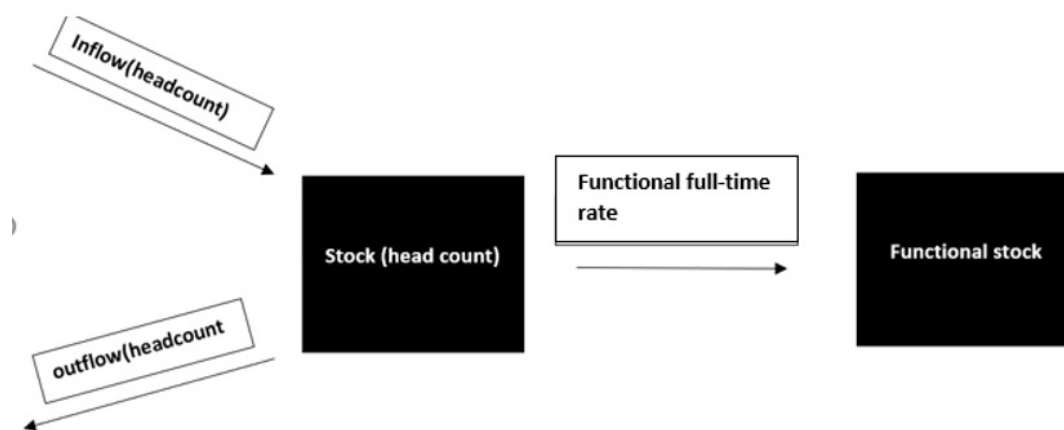 Inflow(headcount)
Functional full-time
rate
Stock (head count)
Functional stock
outflow(headcount